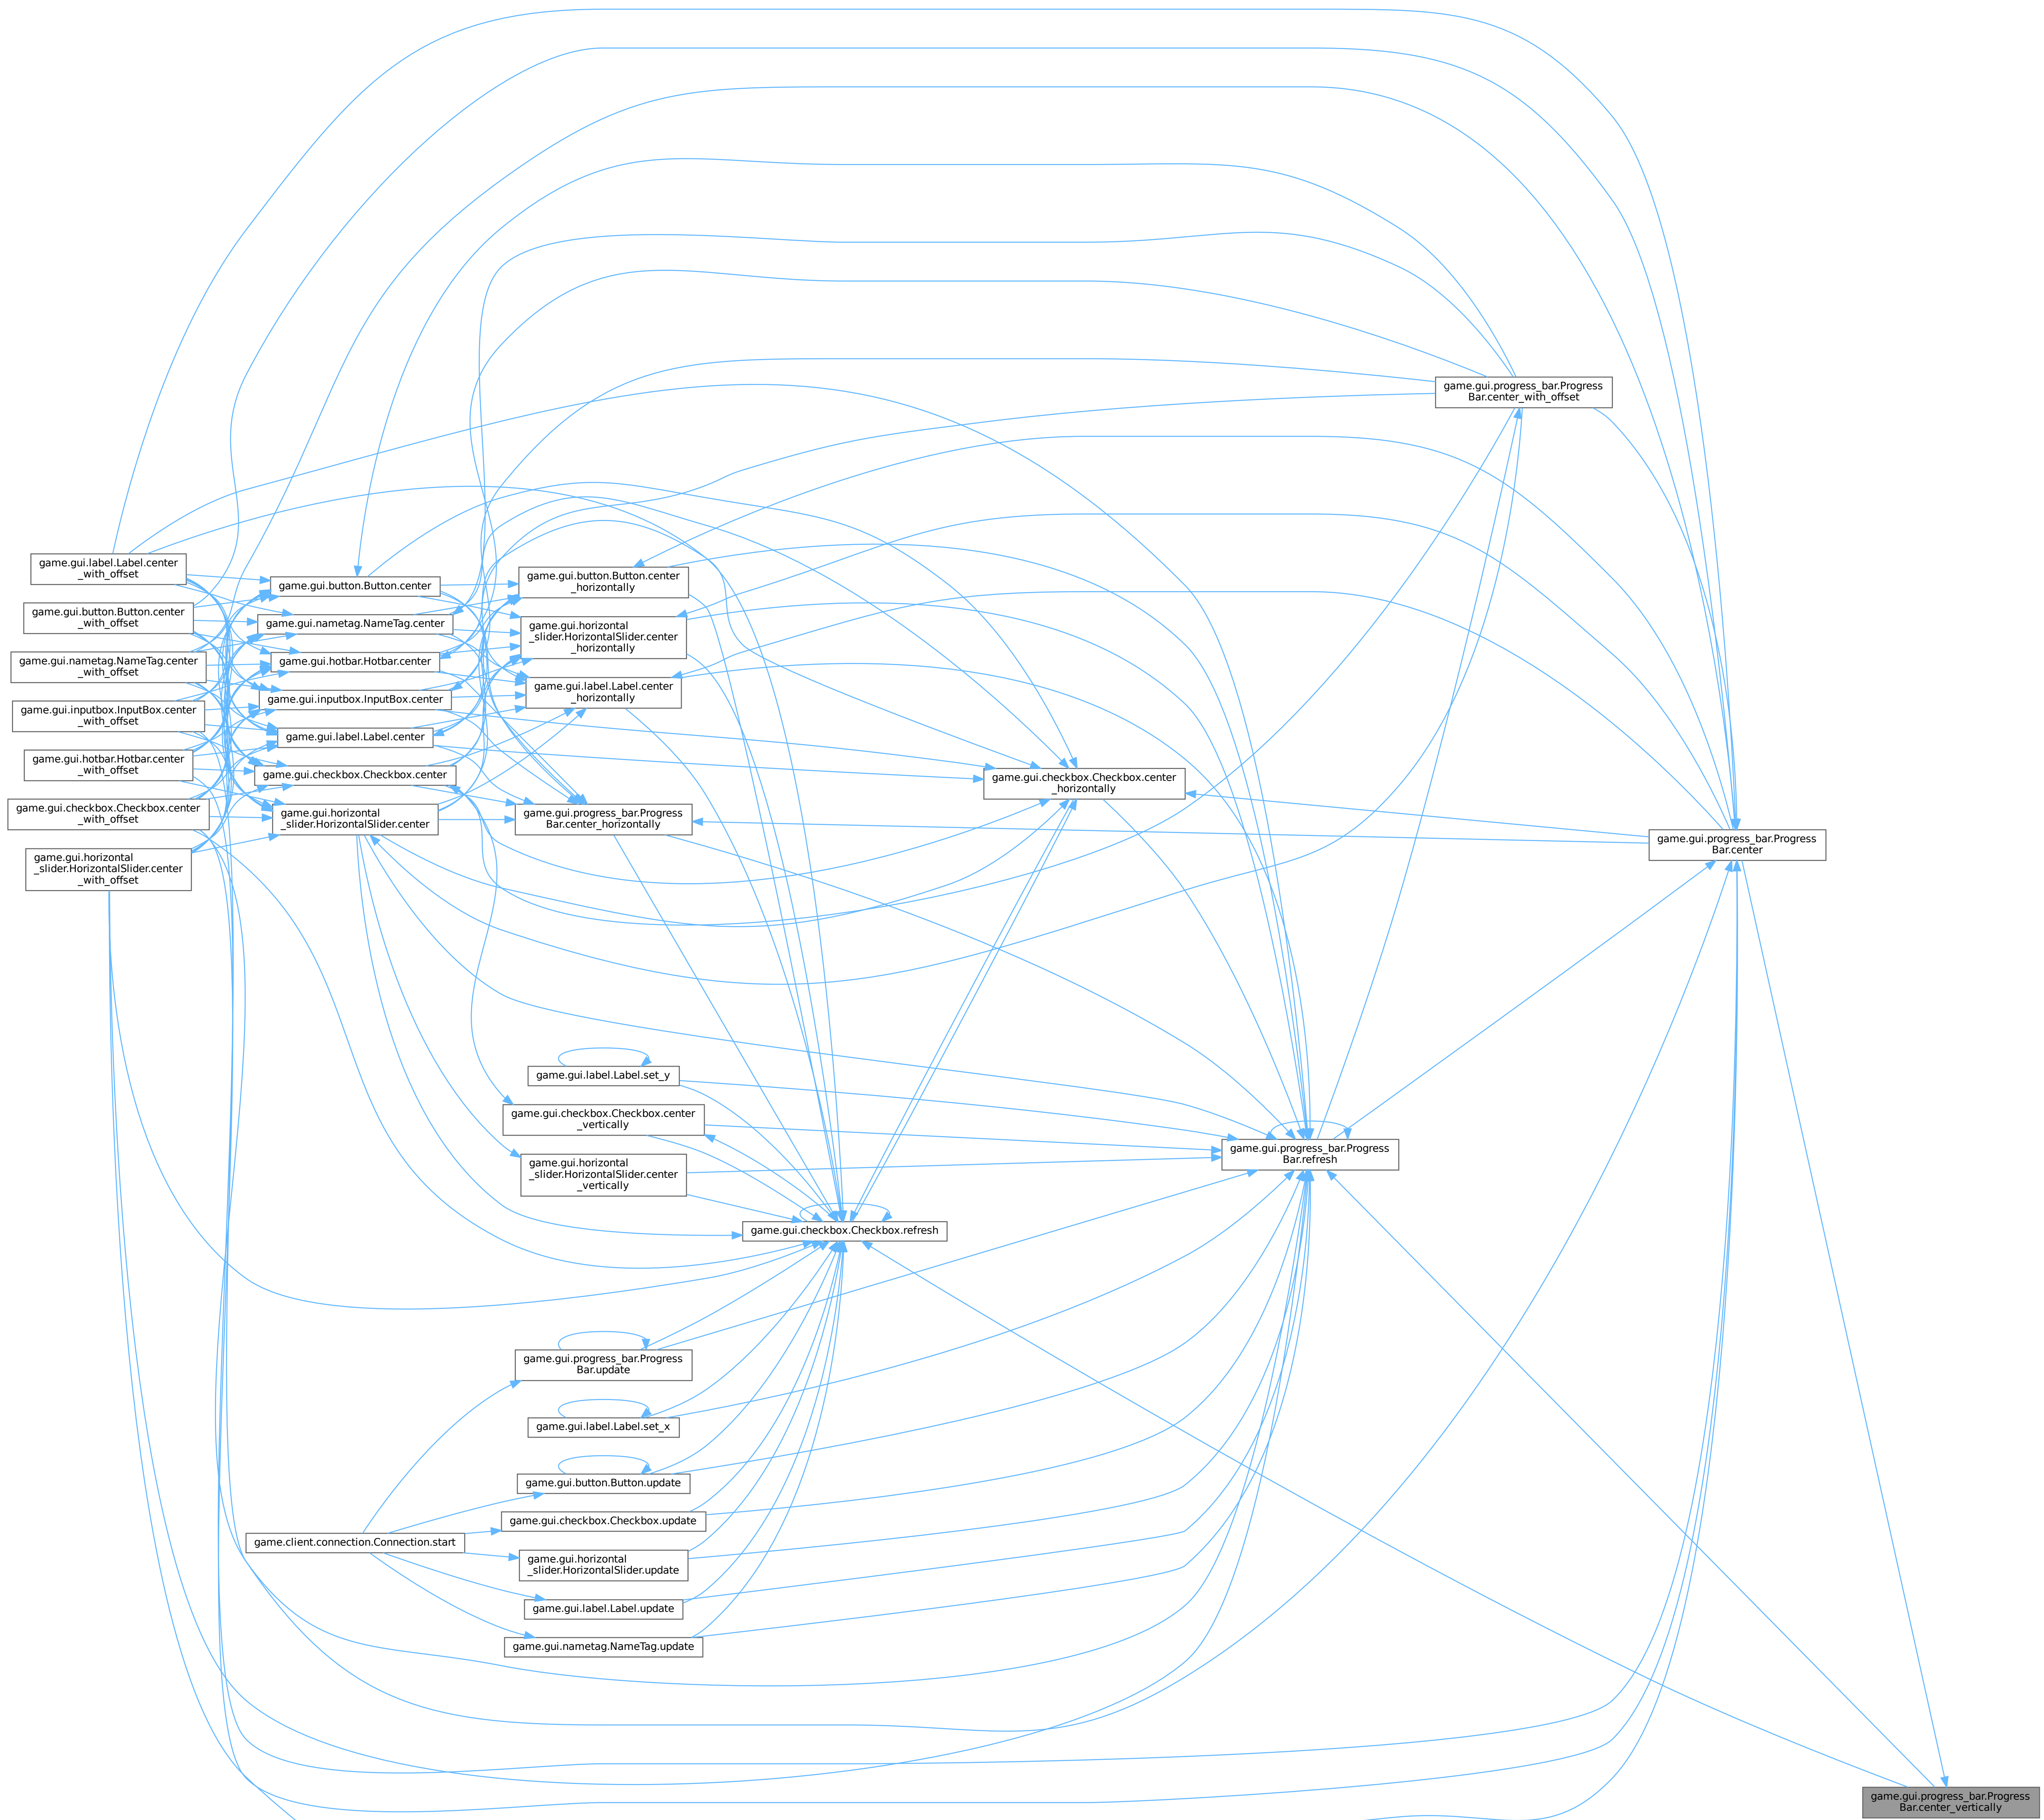 game.gui.progress_bar.Progress
Bar.center_with_offset
game.gui.label.Label.center
_with_offset
game.gui.button.Button.center
game.gui.button.Button.center
_horizontally
game.gui.button.Button.center
_with_offset
game.gui.nametag.NameTag.center
game.gui.horizontal
_slider.HorizontalSlider.center
_horizontally
game.gui.nametag.NameTag.center
_with_offset
game.gui.hotbar.Hotbar.center
game.gui.label.Label.center
_horizontally
game.gui.inputbox.InputBox.center
game.gui.inputbox.InputBox.center
_with_offset
game.gui.label.Label.center
game.gui.hotbar.Hotbar.center
_with_offset
game.gui.checkbox.Checkbox.center
game.gui.checkbox.Checkbox.center
_horizontally
game.gui.checkbox.Checkbox.center
_with_offset
game.gui.horizontal
_slider.HorizontalSlider.center
game.gui.progress_bar.Progress
Bar.center_horizontally
game.gui.progress_bar.Progress
Bar.center
game.gui.horizontal
_slider.HorizontalSlider.center
_with_offset
game.gui.label.Label.set_y
game.gui.checkbox.Checkbox.center
_vertically
game.gui.progress_bar.Progress
Bar.refresh
game.gui.horizontal
_slider.HorizontalSlider.center
_vertically
game.gui.checkbox.Checkbox.refresh
game.gui.progress_bar.Progress
Bar.update
game.gui.label.Label.set_x
game.gui.button.Button.update
game.gui.checkbox.Checkbox.update
game.client.connection.Connection.start
game.gui.horizontal
_slider.HorizontalSlider.update
game.gui.label.Label.update
game.gui.nametag.NameTag.update
game.gui.progress_bar.Progress
Bar.center_vertically